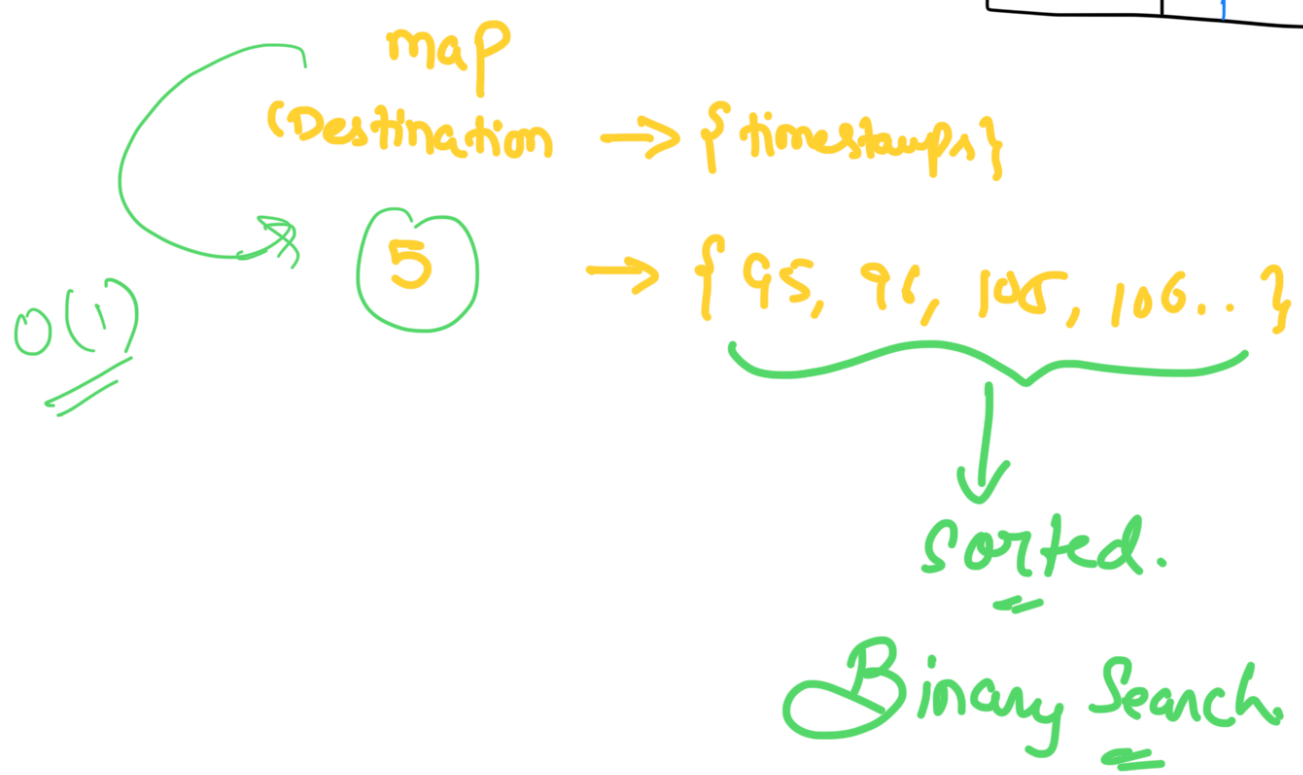 map
(Destination → {timestamps}
5 → {95, 96, 105, 106.. }
O(1)
Sorted.
Binary Search.